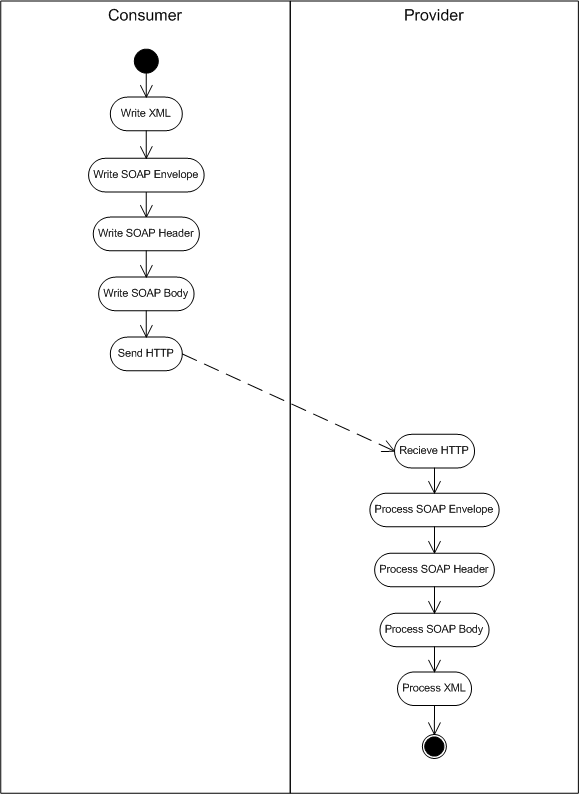 Consumer
Provider
Write XML
Write SOAP Envelope
Write SOAP Header
Write SOAP Body
Send HTTP
Recieve HTTP
Process SOAP Envelope
Process SOAP Header
Process SOAP Body
Process XML